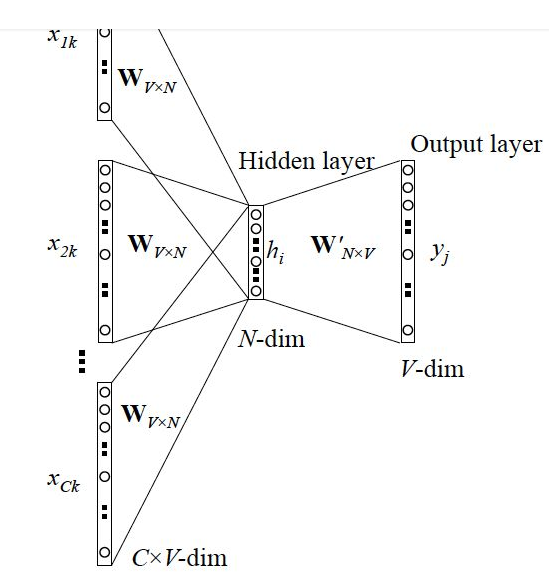 x1k
WV×N
Output layer
Hidden layer
x2k
WV×N
hi
W'N×V
yj
N-dim
V-dim
WV×N
xCk
C×V-dim